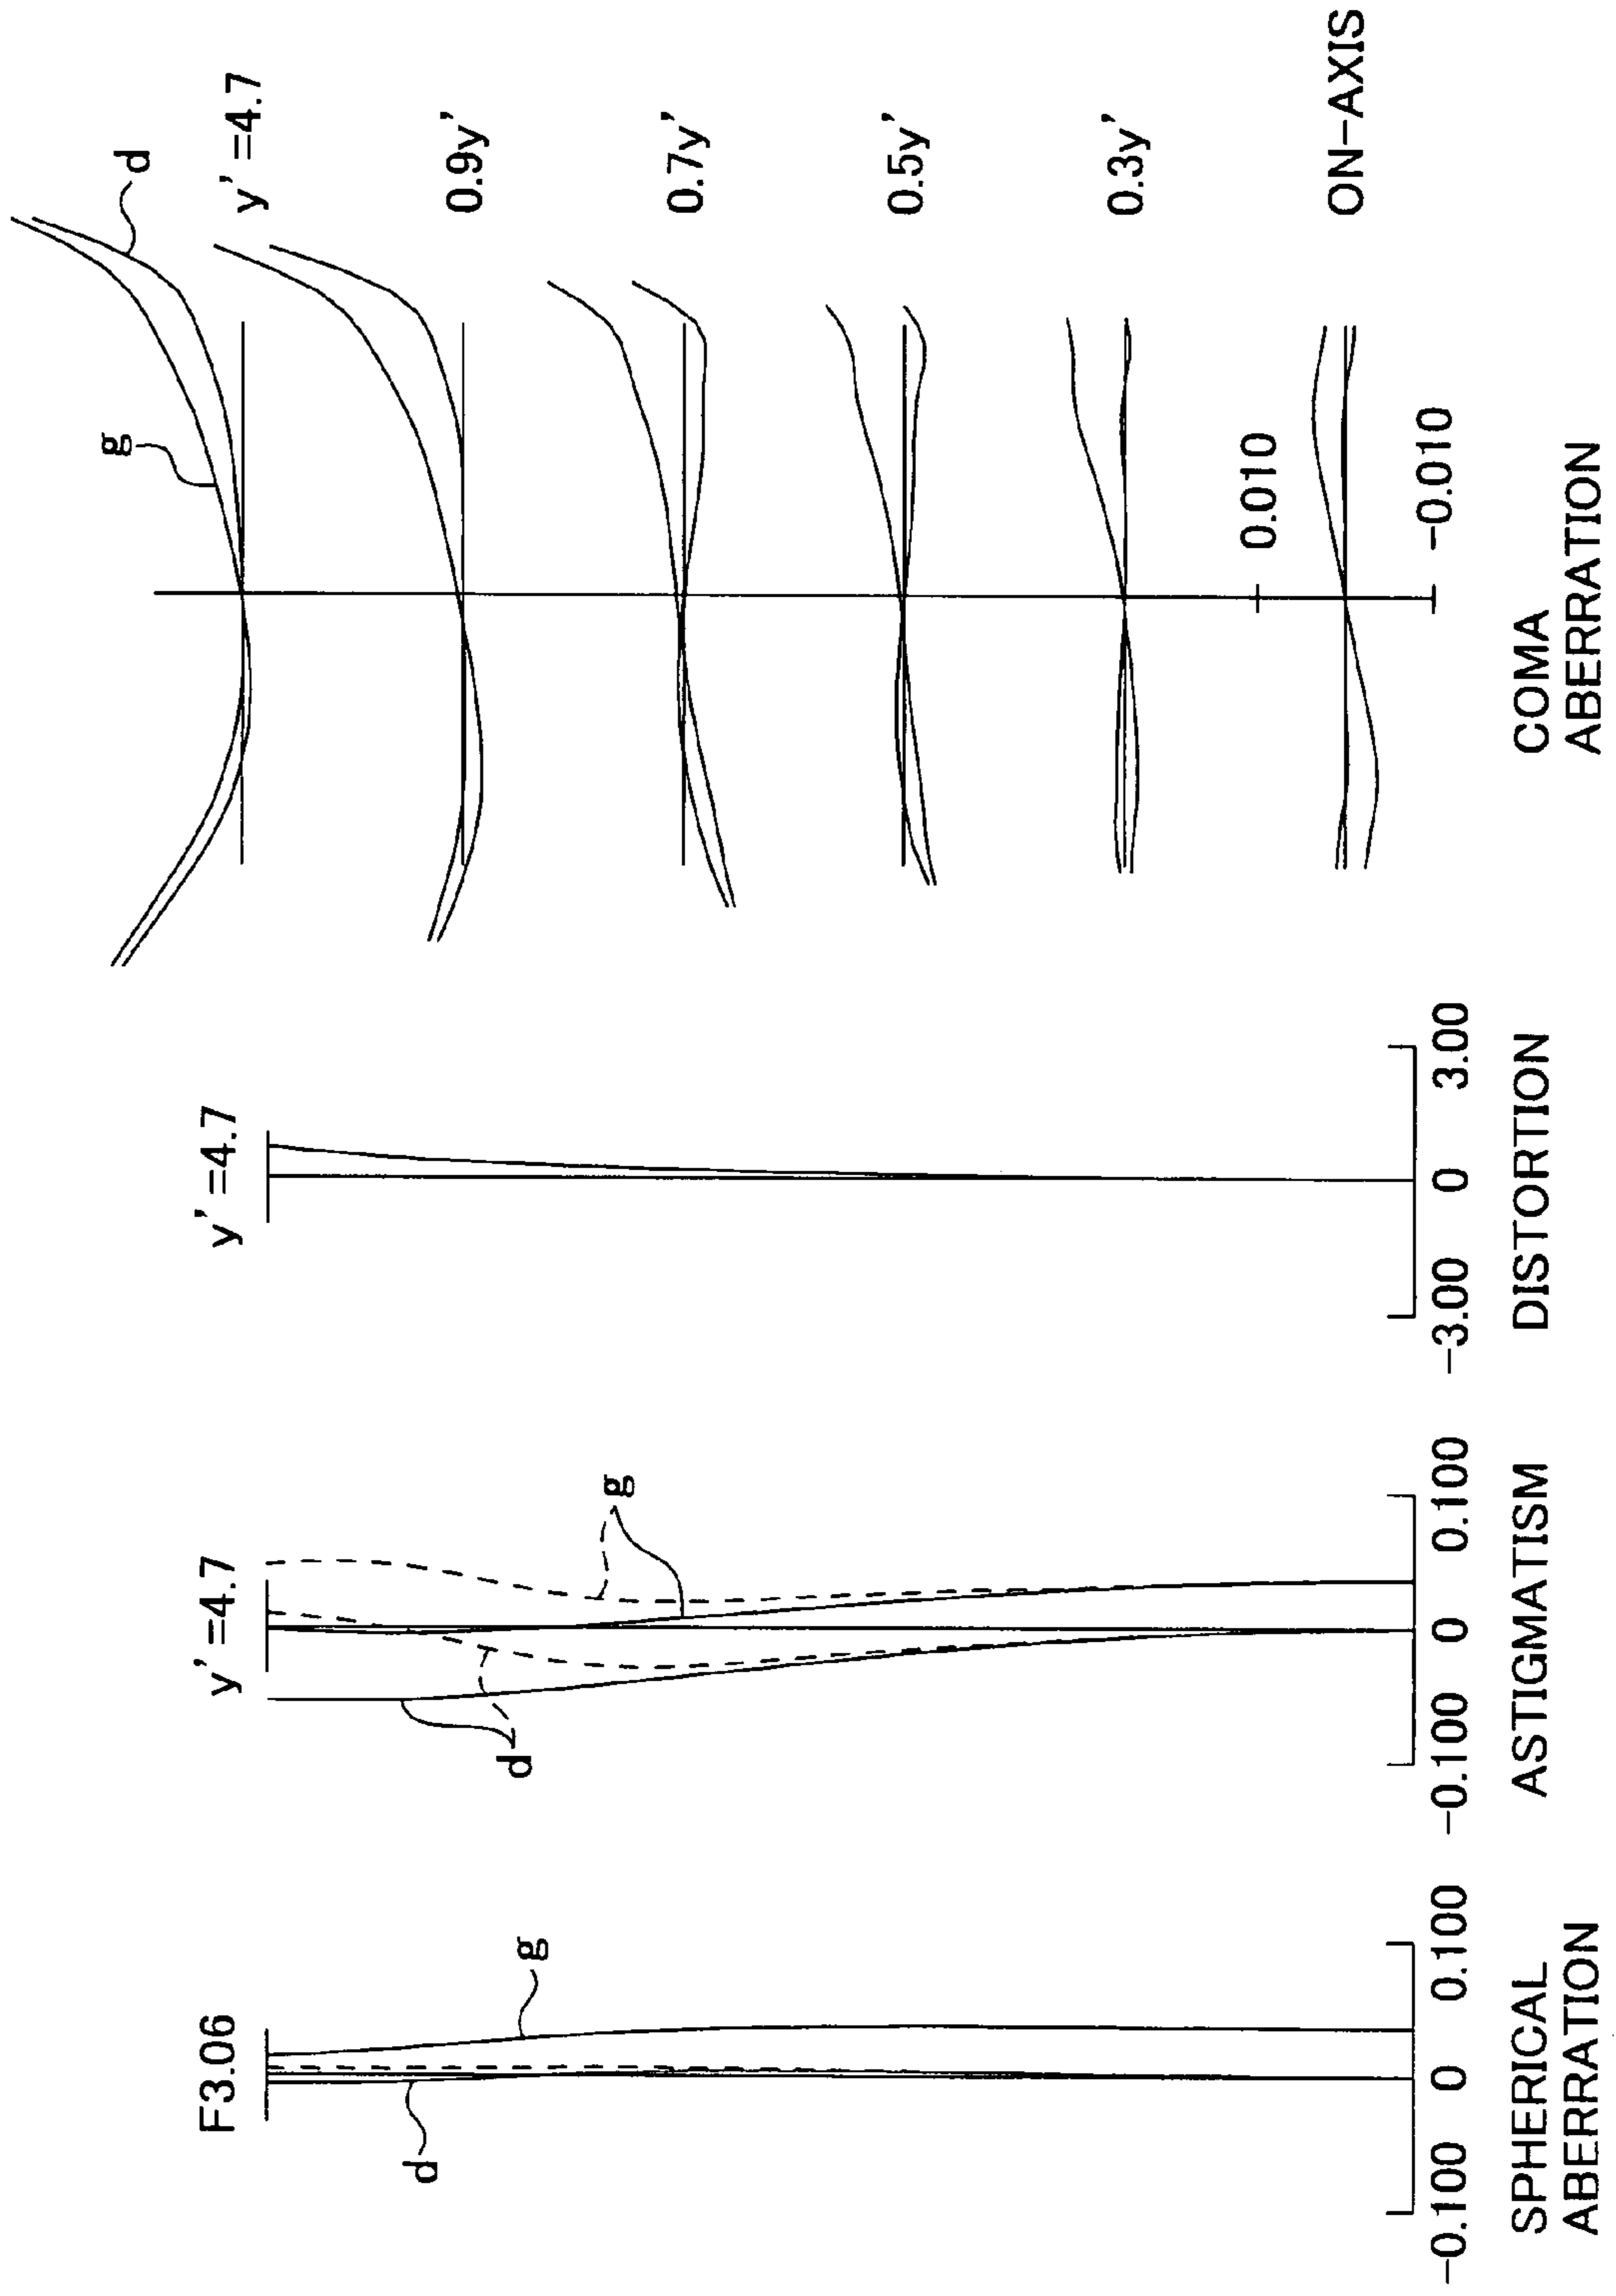 F3.06
g
d
-0.100
0
0.100
SPHERICAL
ABERRATION
y'=4.7
g
d
-0.100
0
0.100
ASTIGMATISM
y'=4.7
-3.00
0
3.00
DISTORTION
g
d
y'=4.7
0.9y'
0.7y'
0.5y'
0.3y'
0.010
ON-AXIS
-0.010
COMA
ABERRATION